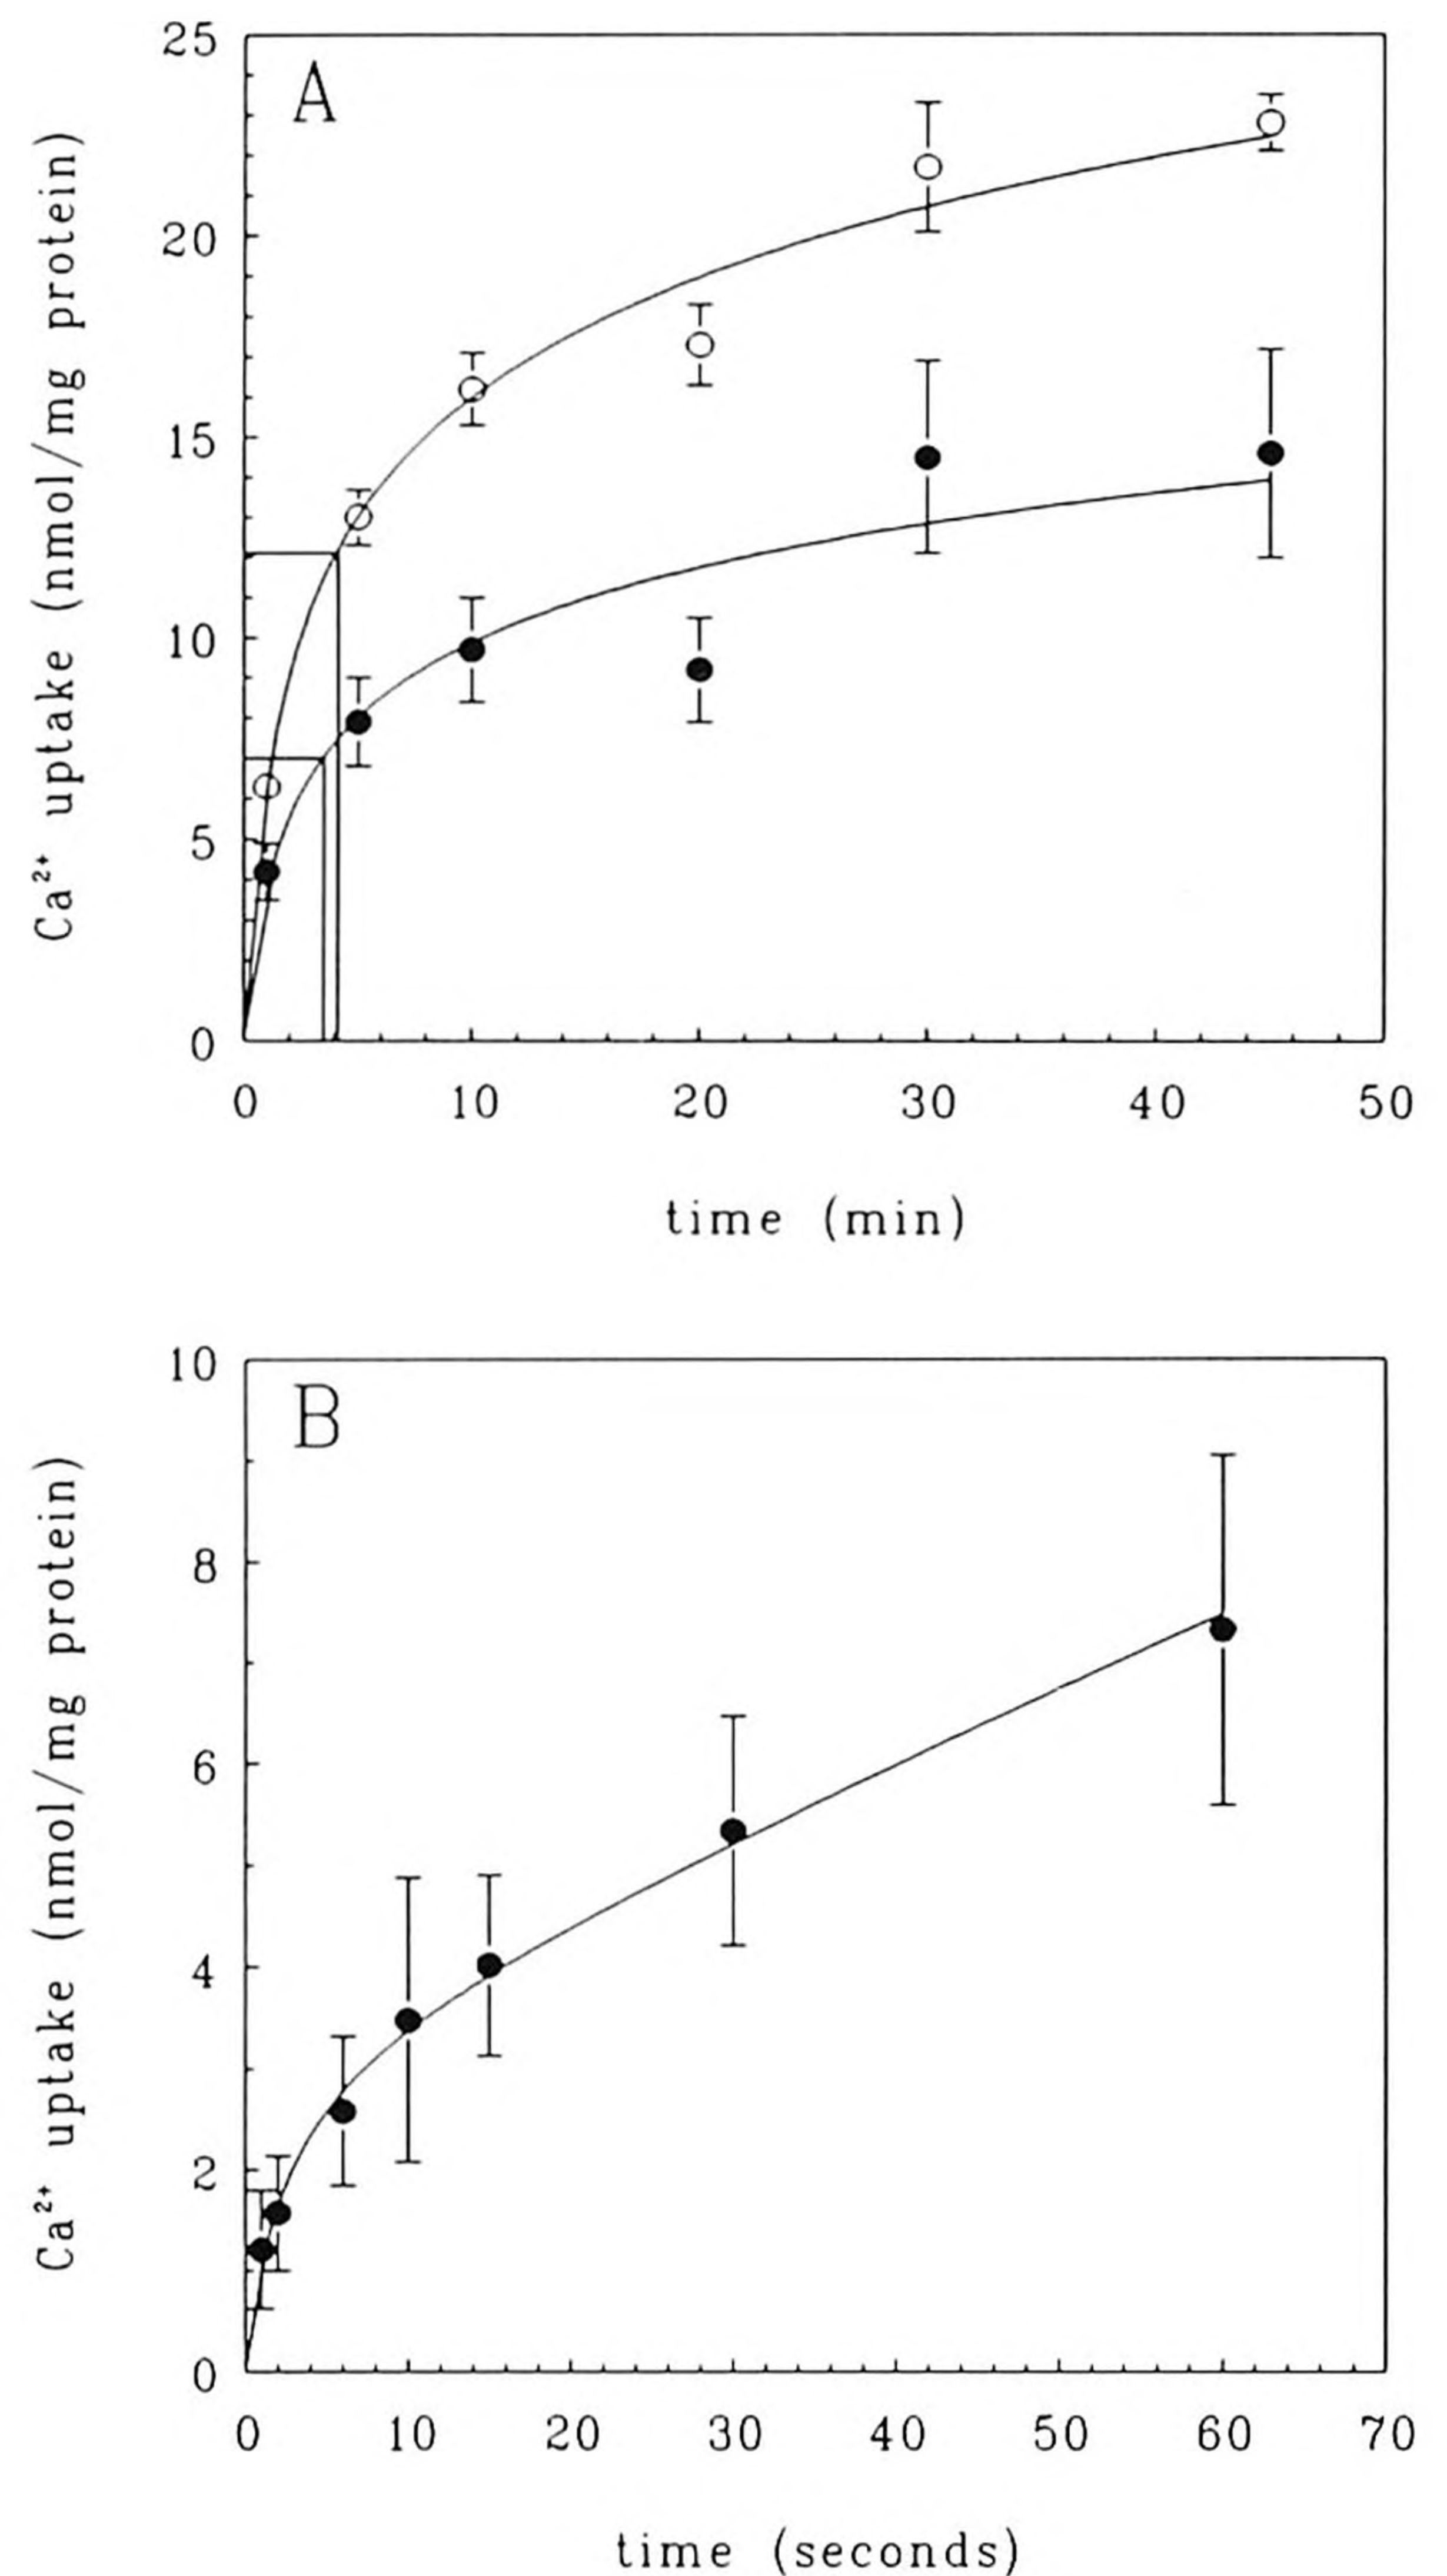 A
Ca²⁺ uptake (nmol/mg protein)
25
20
15
10
5
0
0 10 20 30 40 50
time (min)
B
Ca²⁺ uptake (nmol/mg protein)
10
8
6
4
2
0
0 10 20 30 40 50 60 70
time (seconds)